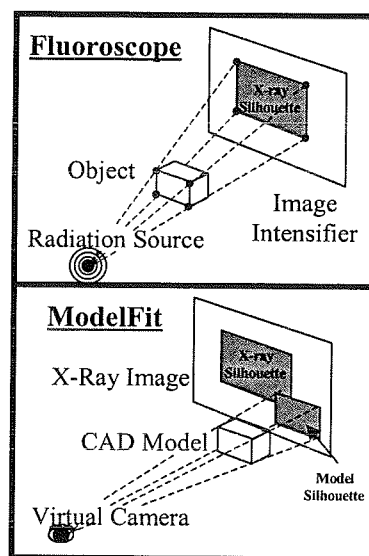 Fluoroscope
X-ray
Silhouette
Object
Image
Intensifier
Radiation Source
ModelFit
X-ray
Silhouette
X-Ray Image
CAD Model
Model
Silhouette
Virtual Camera